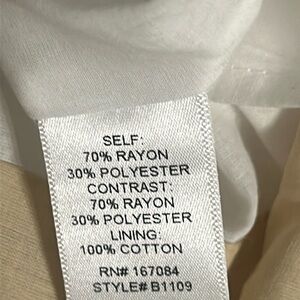 SELF:
70% RAYON
30% POLYESTER
CONTRAST:
70% RAYON
30% POLYESTER
LINING:
100% COTTON
RN# 167084
STYLE# B1109